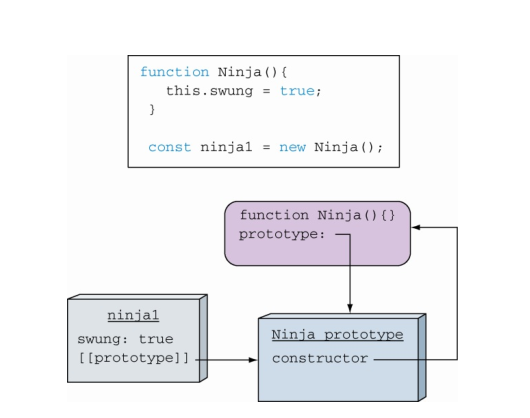 function Ninja(){
this.swung = true;
}
const ninja1 = new Ninja();
function Ninja(){}
prototype:
ninja1
swung: true
[[prototype]]
Ninja prototype
constructor